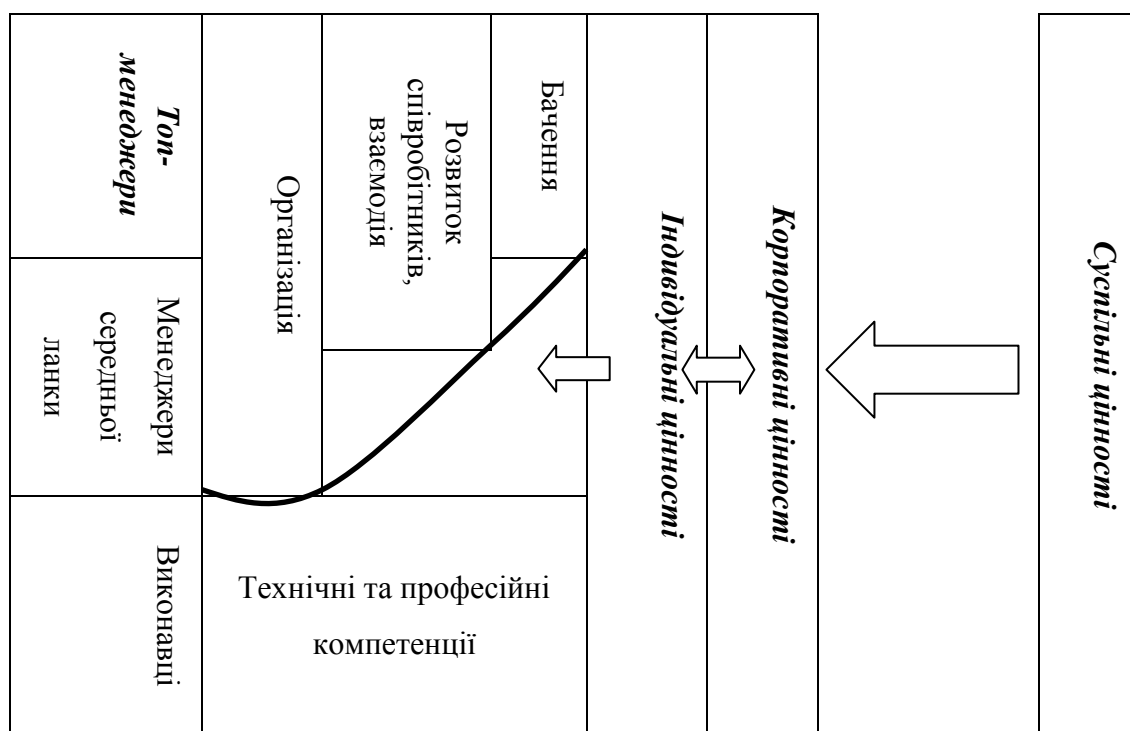 Топ-
менеджери
Менеджери
середньої
ланки
Виконавці
Організація
Розвиток
співробітників,
взаємодія
Бачення
Технічні та професійні
компетенції
Індивідуальні цінності
Корпоративні цінності
Суспільні цінності